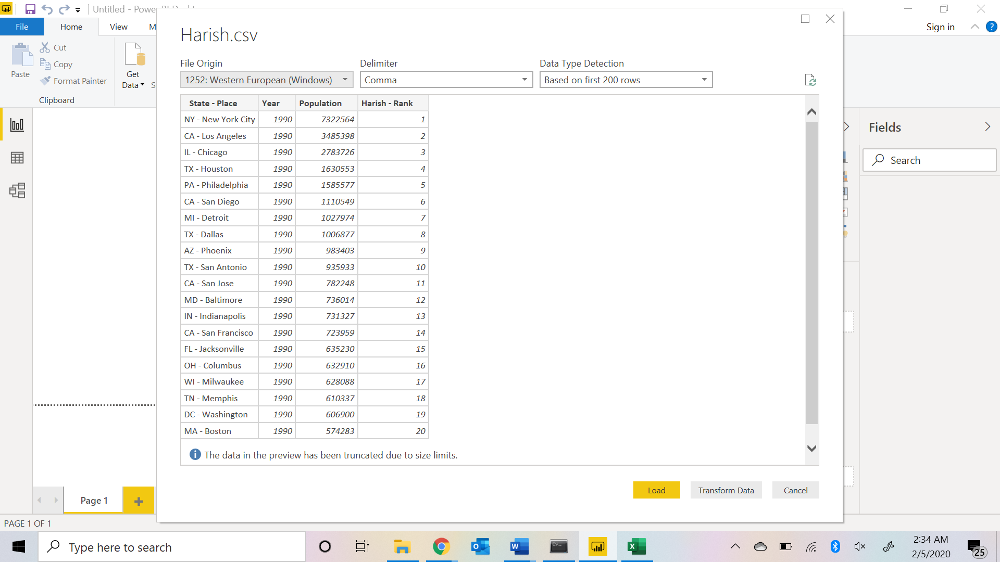 Untitled - Power BI Desktop
File
Home
View
M
Sign in
?
Paste
Cut
Copy
Format Painter
Clipboard
Get
Data
S
Harish.csv
File Origin
Delimiter
Data Type Detection
1252: Western European (Windows)
Comma
Based on first 200 rows
State - Place Year Population Harish - Rank
NY - New York City 1990 7322564 1
CA - Los Angeles 1990 3485398 2
IL - Chicago 1990 2783726 3
TX - Houston 1990 1630553 4
PA - Philadelphia 1990 1585577 5
CA - San Diego 1990 1110549 6
MI - Detroit 1990 1027974 7
TX - Dallas 1990 1006877 8
AZ - Phoenix 1990 983403 9
TX - San Antonio 1990 935933 10
CA - San Jose 1990 782248 11
MD - Baltimore 1990 736014 12
IN - Indianapolis 1990 731327 13
CA - San Francisco 1990 723959 14
FL - Jacksonville 1990 635230 15
OH - Columbus 1990 632910 16
WI - Milwaukee 1990 628088 17
TN - Memphis 1990 610337 18
DC - Washington 1990 606900 19
MA - Boston 1990 574283 20
The data in the preview has been truncated due to size limits.
Load
Transform Data
Cancel
Fields
Search
Page 1
PAGE 1 OF 1
Type here to search
2:34 AM
2/5/2020
25